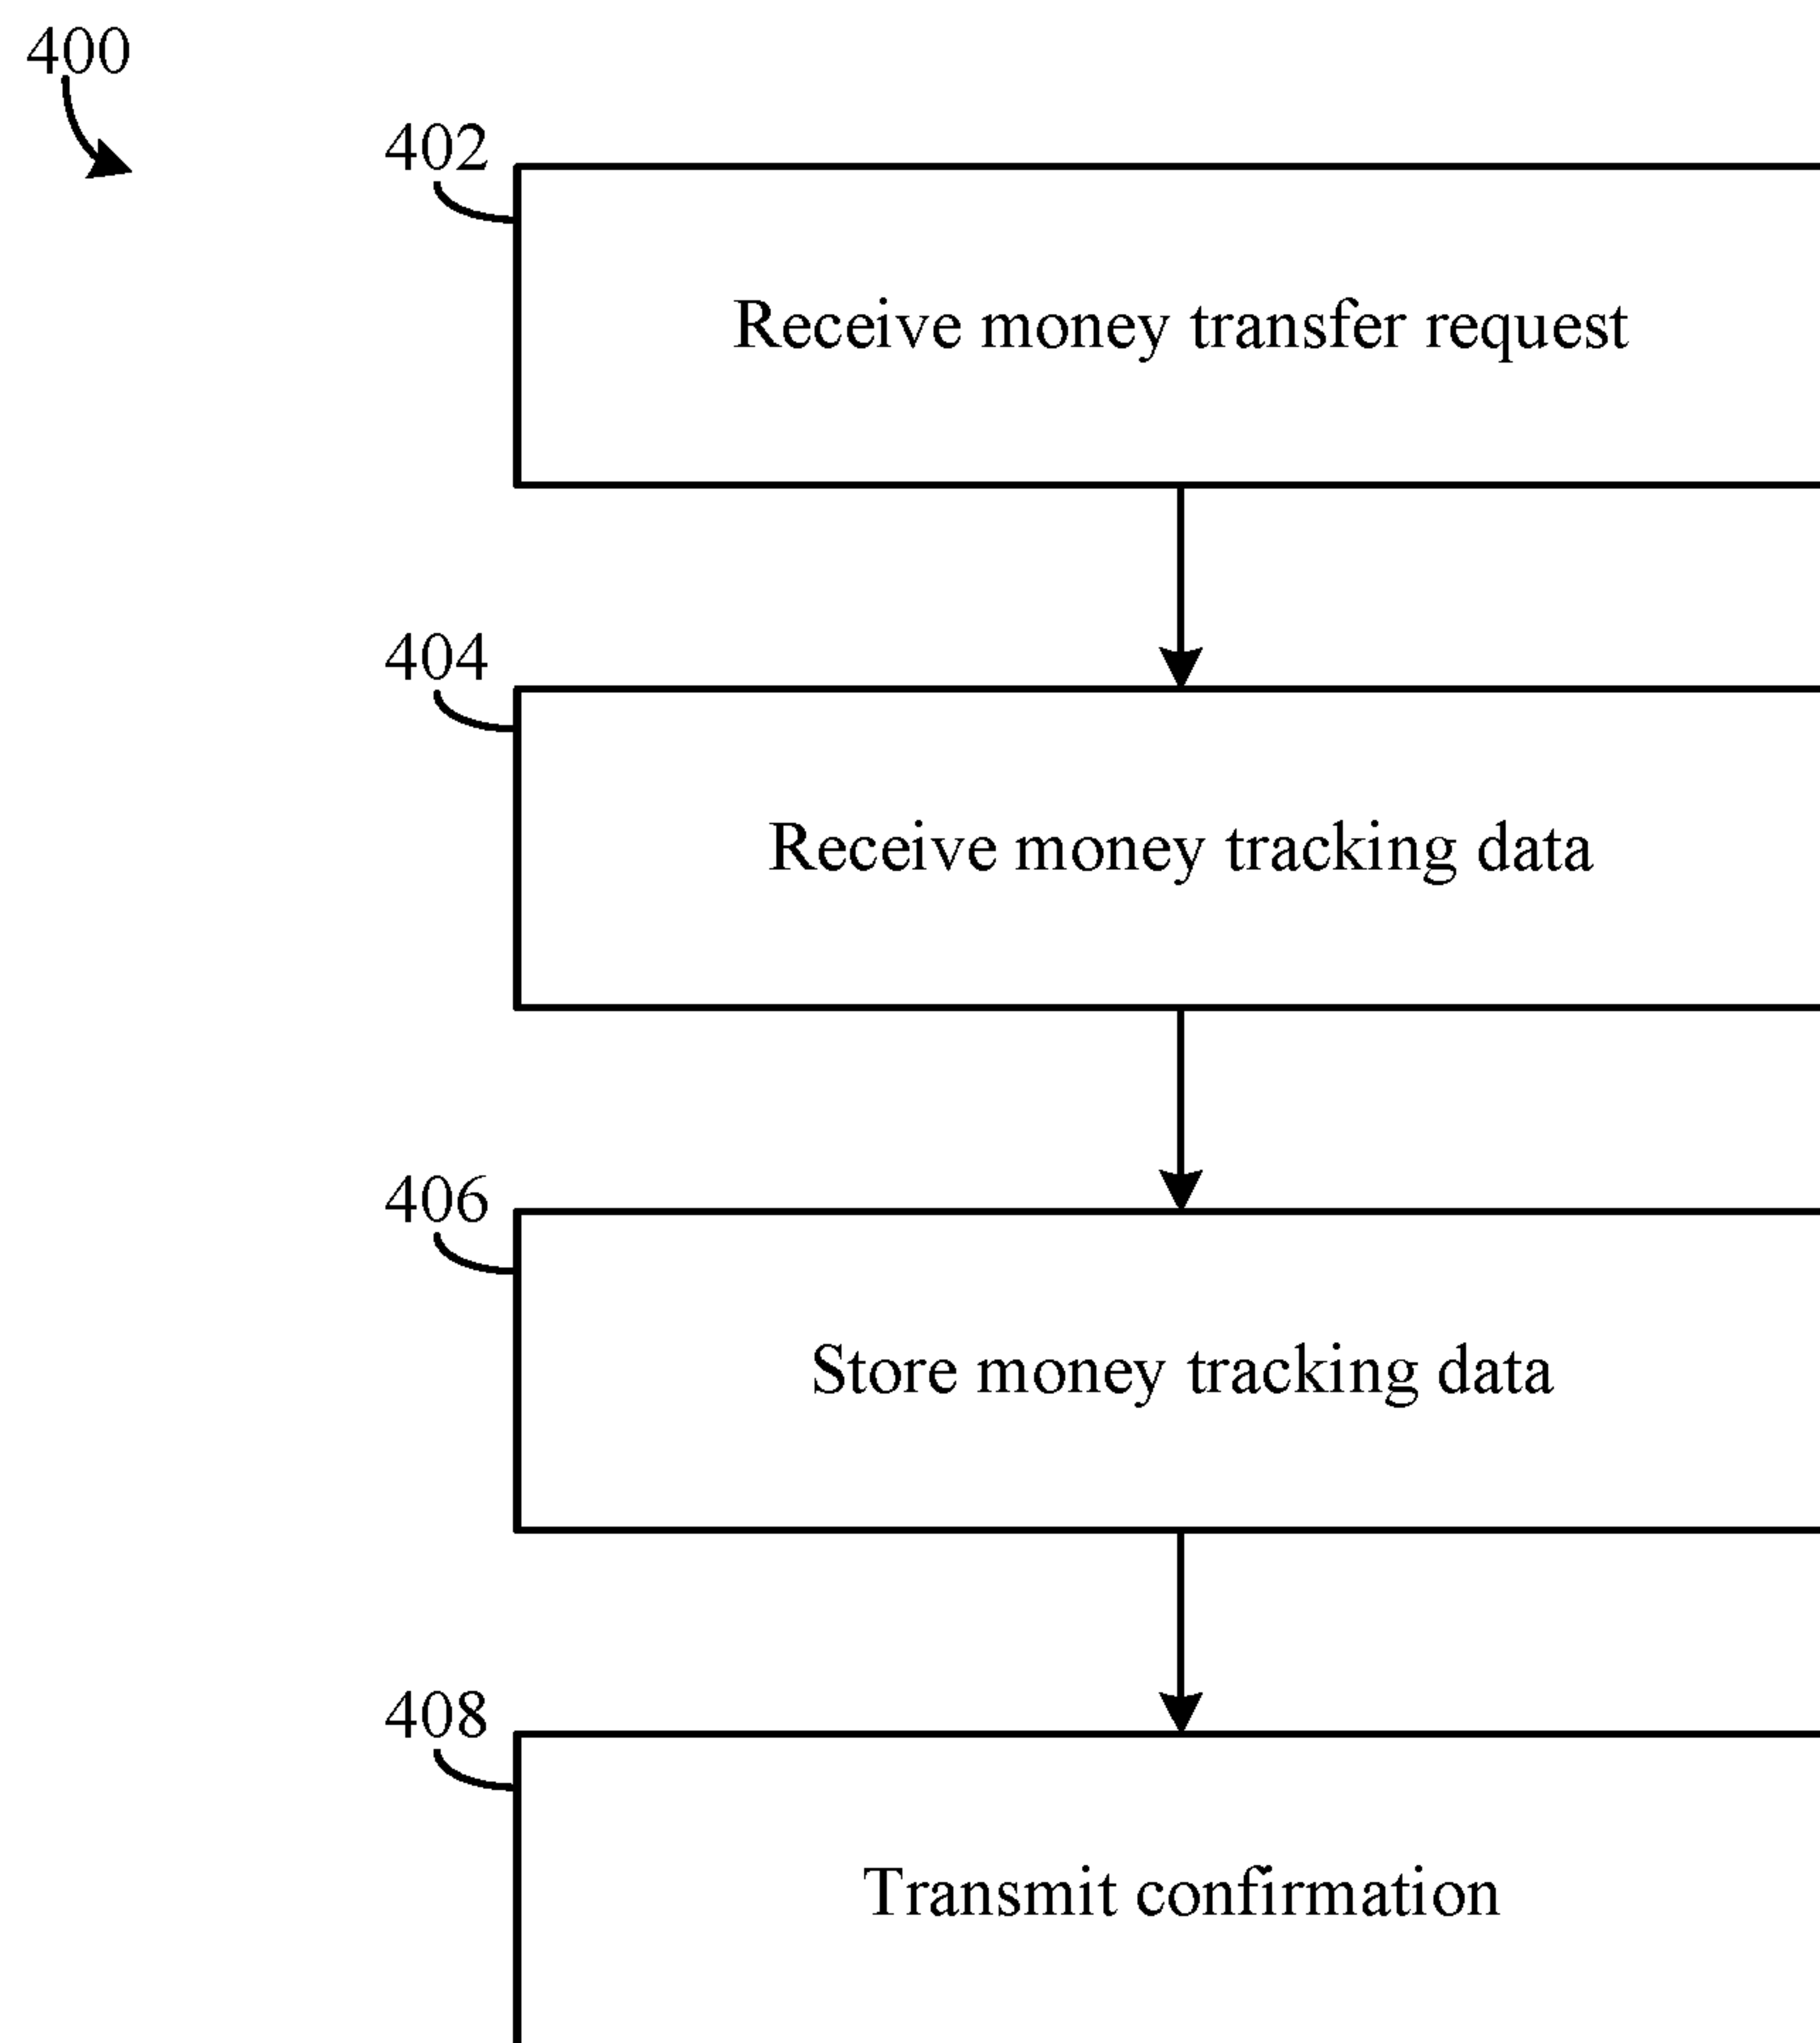 400
402
Receive money transfer request
404
Receive money tracking data
406
Store money tracking data
408
Transmit confirmation